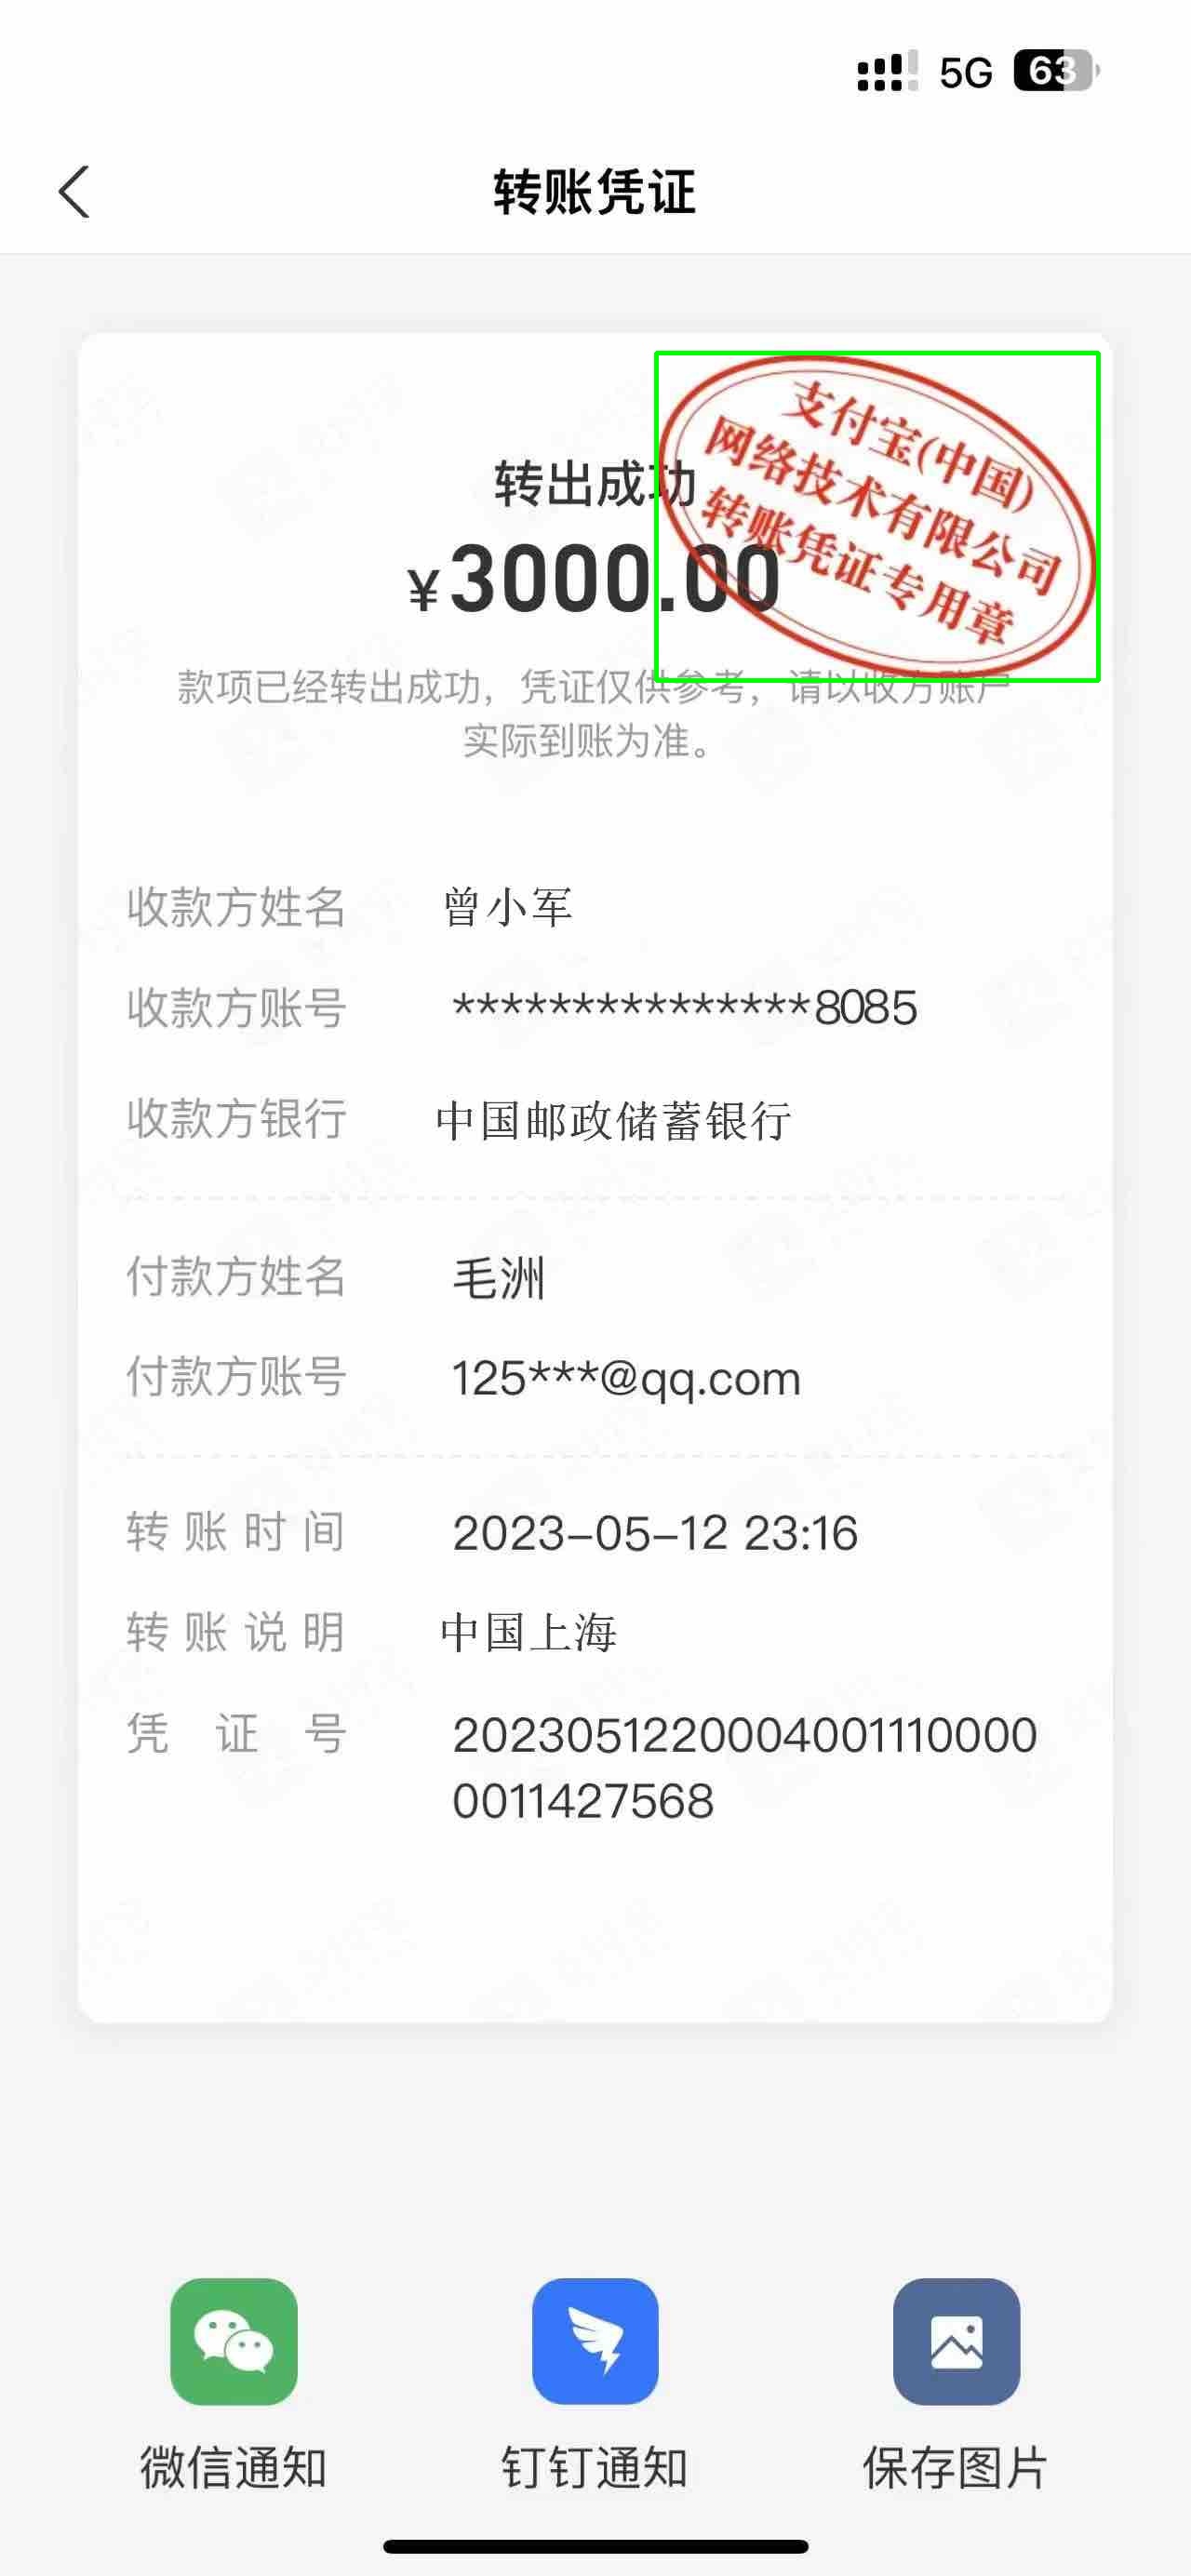 5G 63
转账凭证
支付宝(中国)
网络技术有限公司
转账凭证专用章
转出成功
¥3000.00
款项已经转出成功，凭证仅供参考，请以收方账户
实际到账为准。
收款方姓名 曾小军
收款方账号 ***************8085
收款方银行 中国邮政储蓄银行
付款方姓名 毛洲
付款方账号 125***@qq.com
转账时间 2023-05-12 23:16
转账说明 中国上海
凭证号 20230512200040011110000
0011427568
微信通知 钉钉通知 保存图片